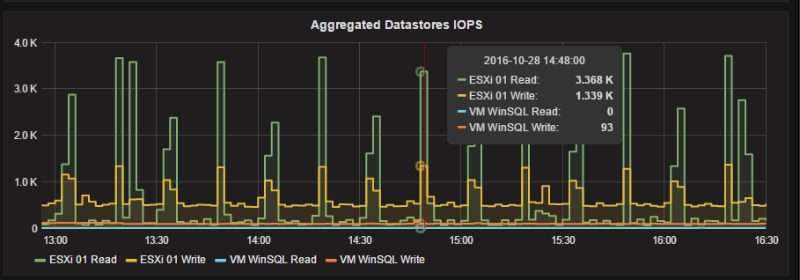 Aggregated Datastores IOPS
4.0 K
3.0 K
2.0 K
1.0 K
0
2016-10-28 14:48:00
ESXi 01 Read: 3.368 K
ESXi 01 Write: 1.339 K
VM WinSQL Read: 0
VM WinSQL Write: 93
13:00 13:30 14:00 14:30 15:00 15:30 16:00 16:30
ESXi 01 Read ESXi 01 Write VM WinSQL Read VM WinSQL Write